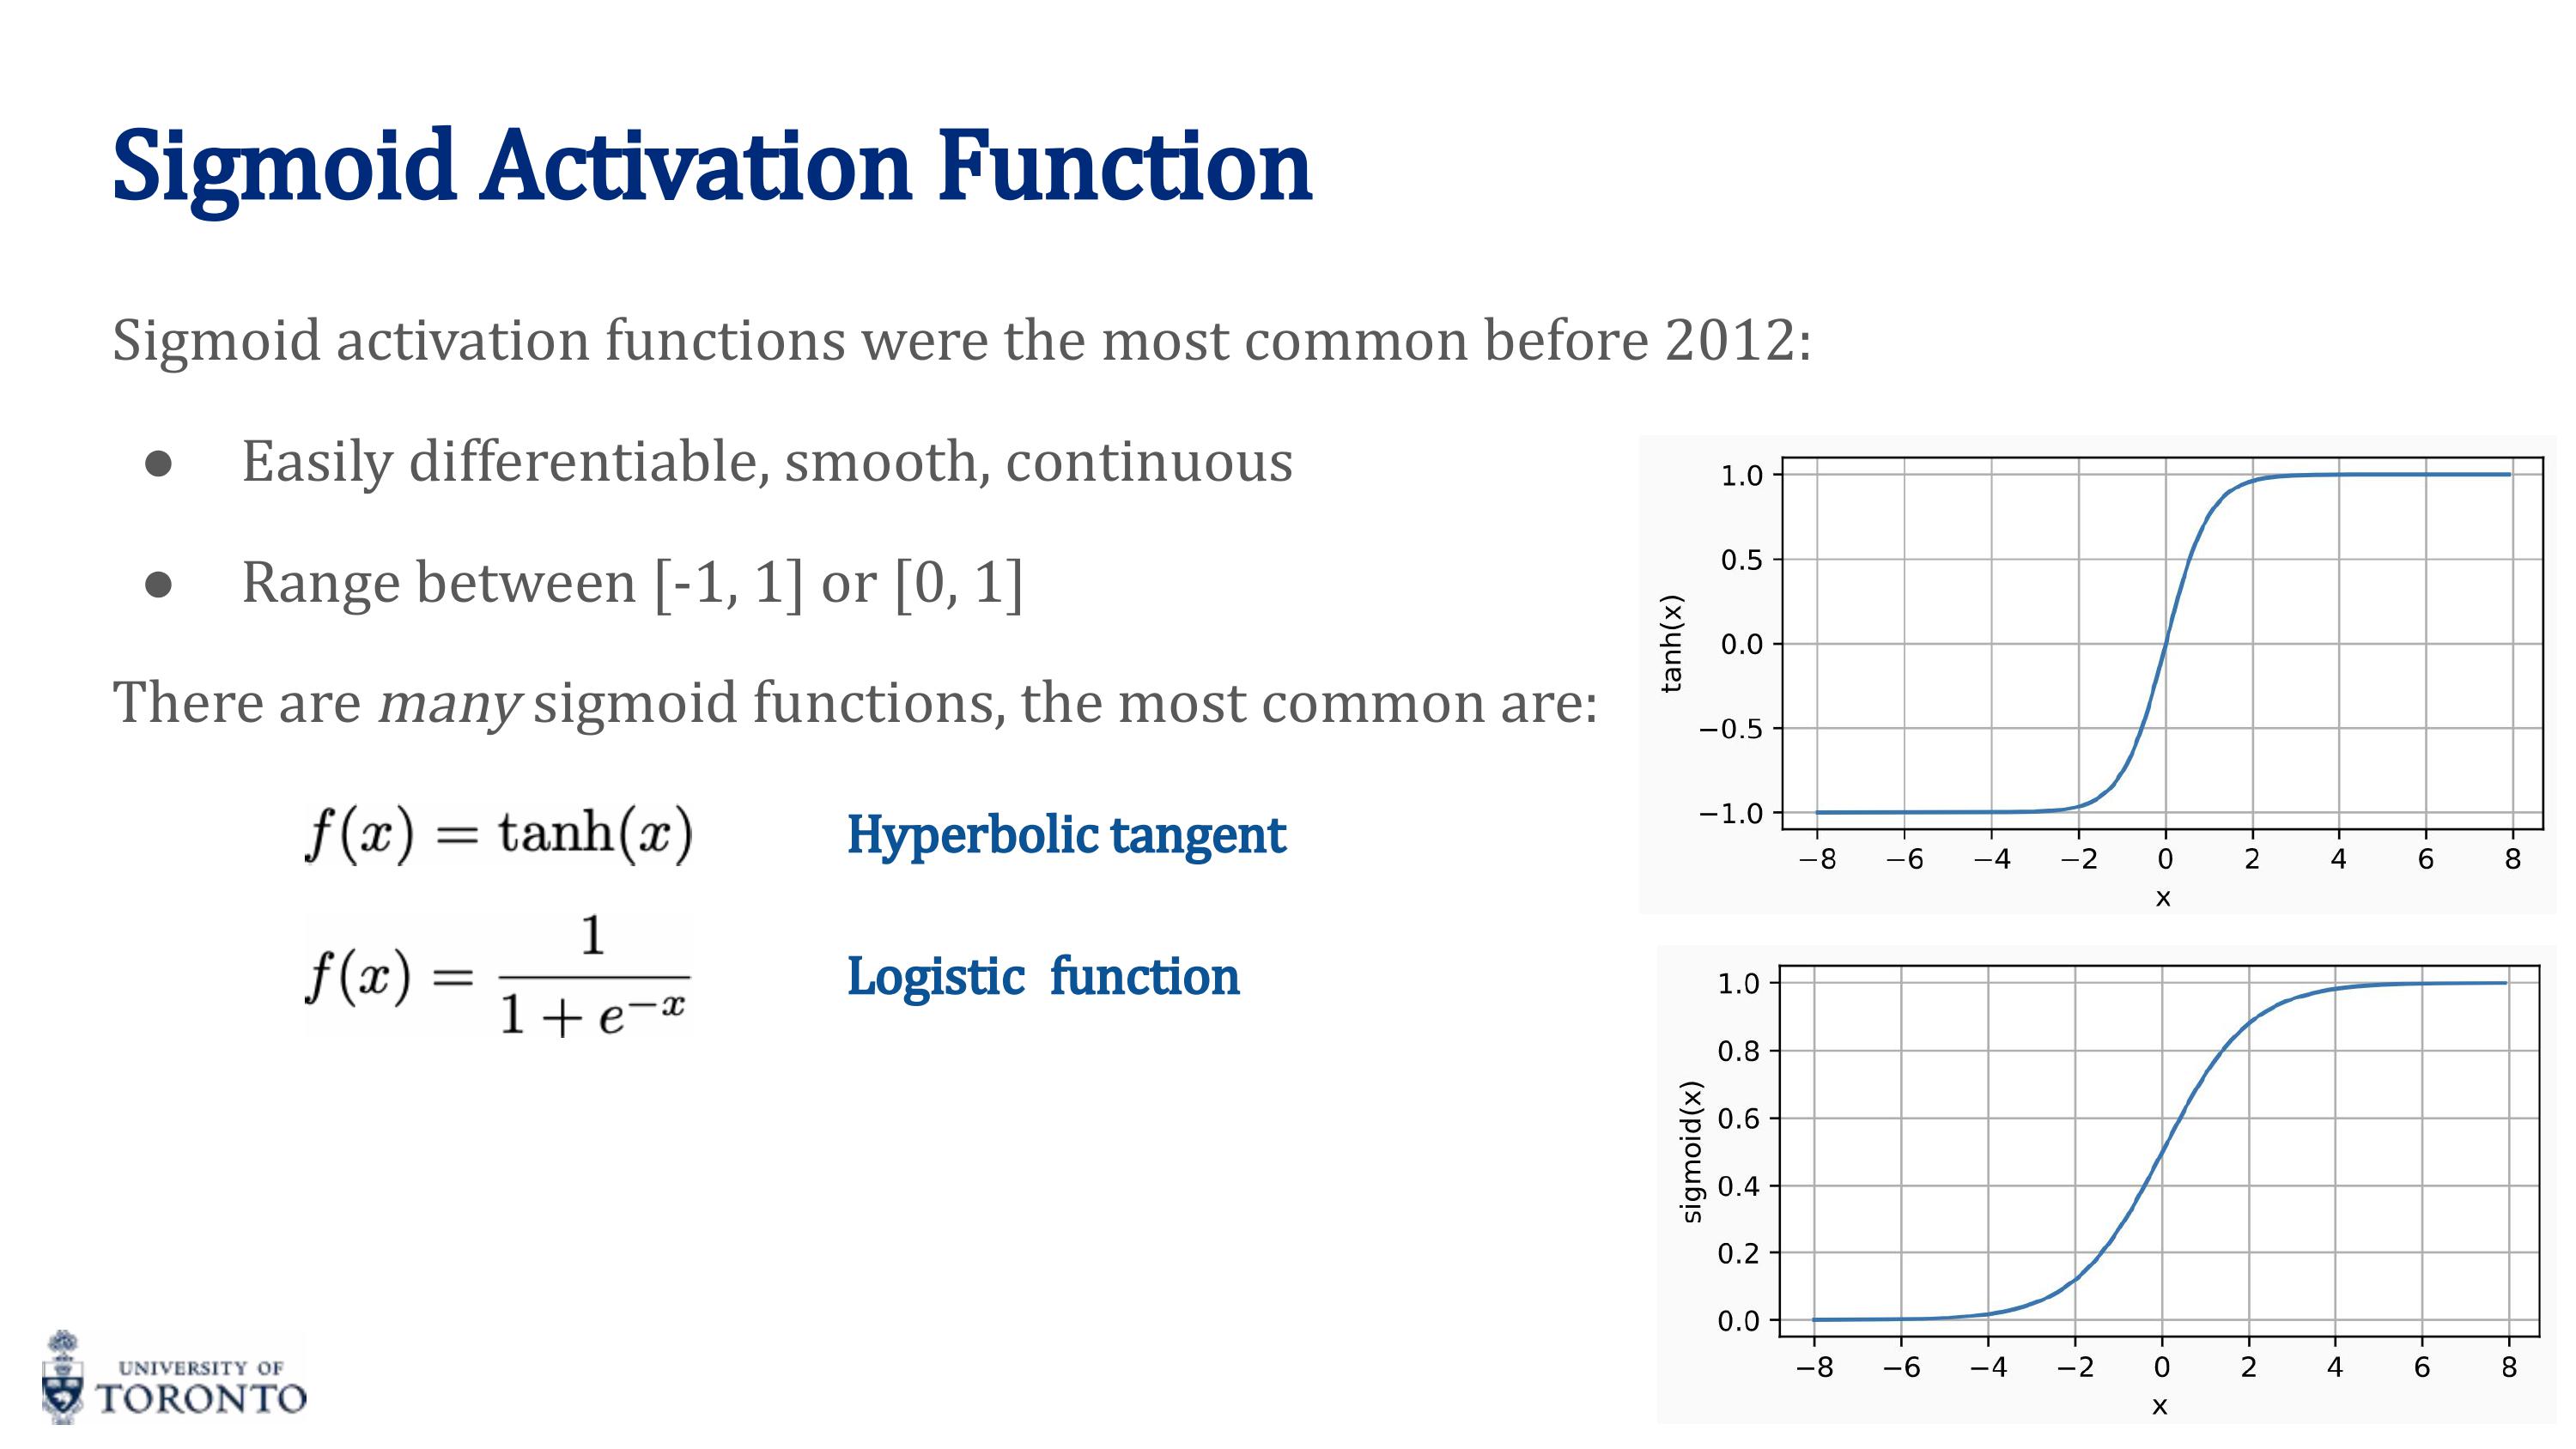 Sigmoid Activation Function
Sigmoid activation functions were the most common before 2012:
● Easily differentiable, smooth, continuous
● Range between [-1, 1] or [0, 1]
There are many sigmoid functions, the most common are:
f(x) = tanh(x) Hyperbolic tangent
f(x) = \frac{1}{1 + e^{-x}} Logistic function
1.0
0.5
0.0
−0.5
−1.0
tanh(x)
−8 −6 −4 −2 0 2 4 6 8
x
1.0
0.8
0.6
0.4
0.2
0.0
sigmoid(x)
−8 −6 −4 −2 0 2 4 6 8
x
UNIVERSITY OF
TORONTO